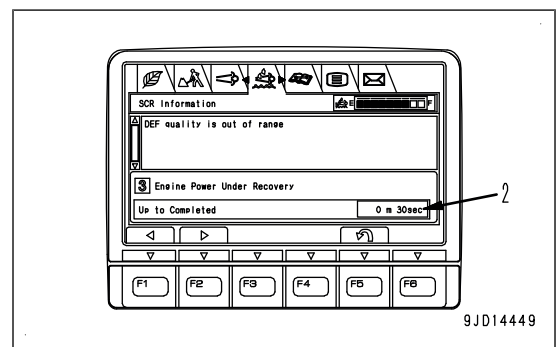 SCR Information
E F
DEF quality is out of range
3 Engine Power Under Recovery
Up to Completed 0 m 30sec
2
F1 F2 F3 F4 F5 F6
9JD14449